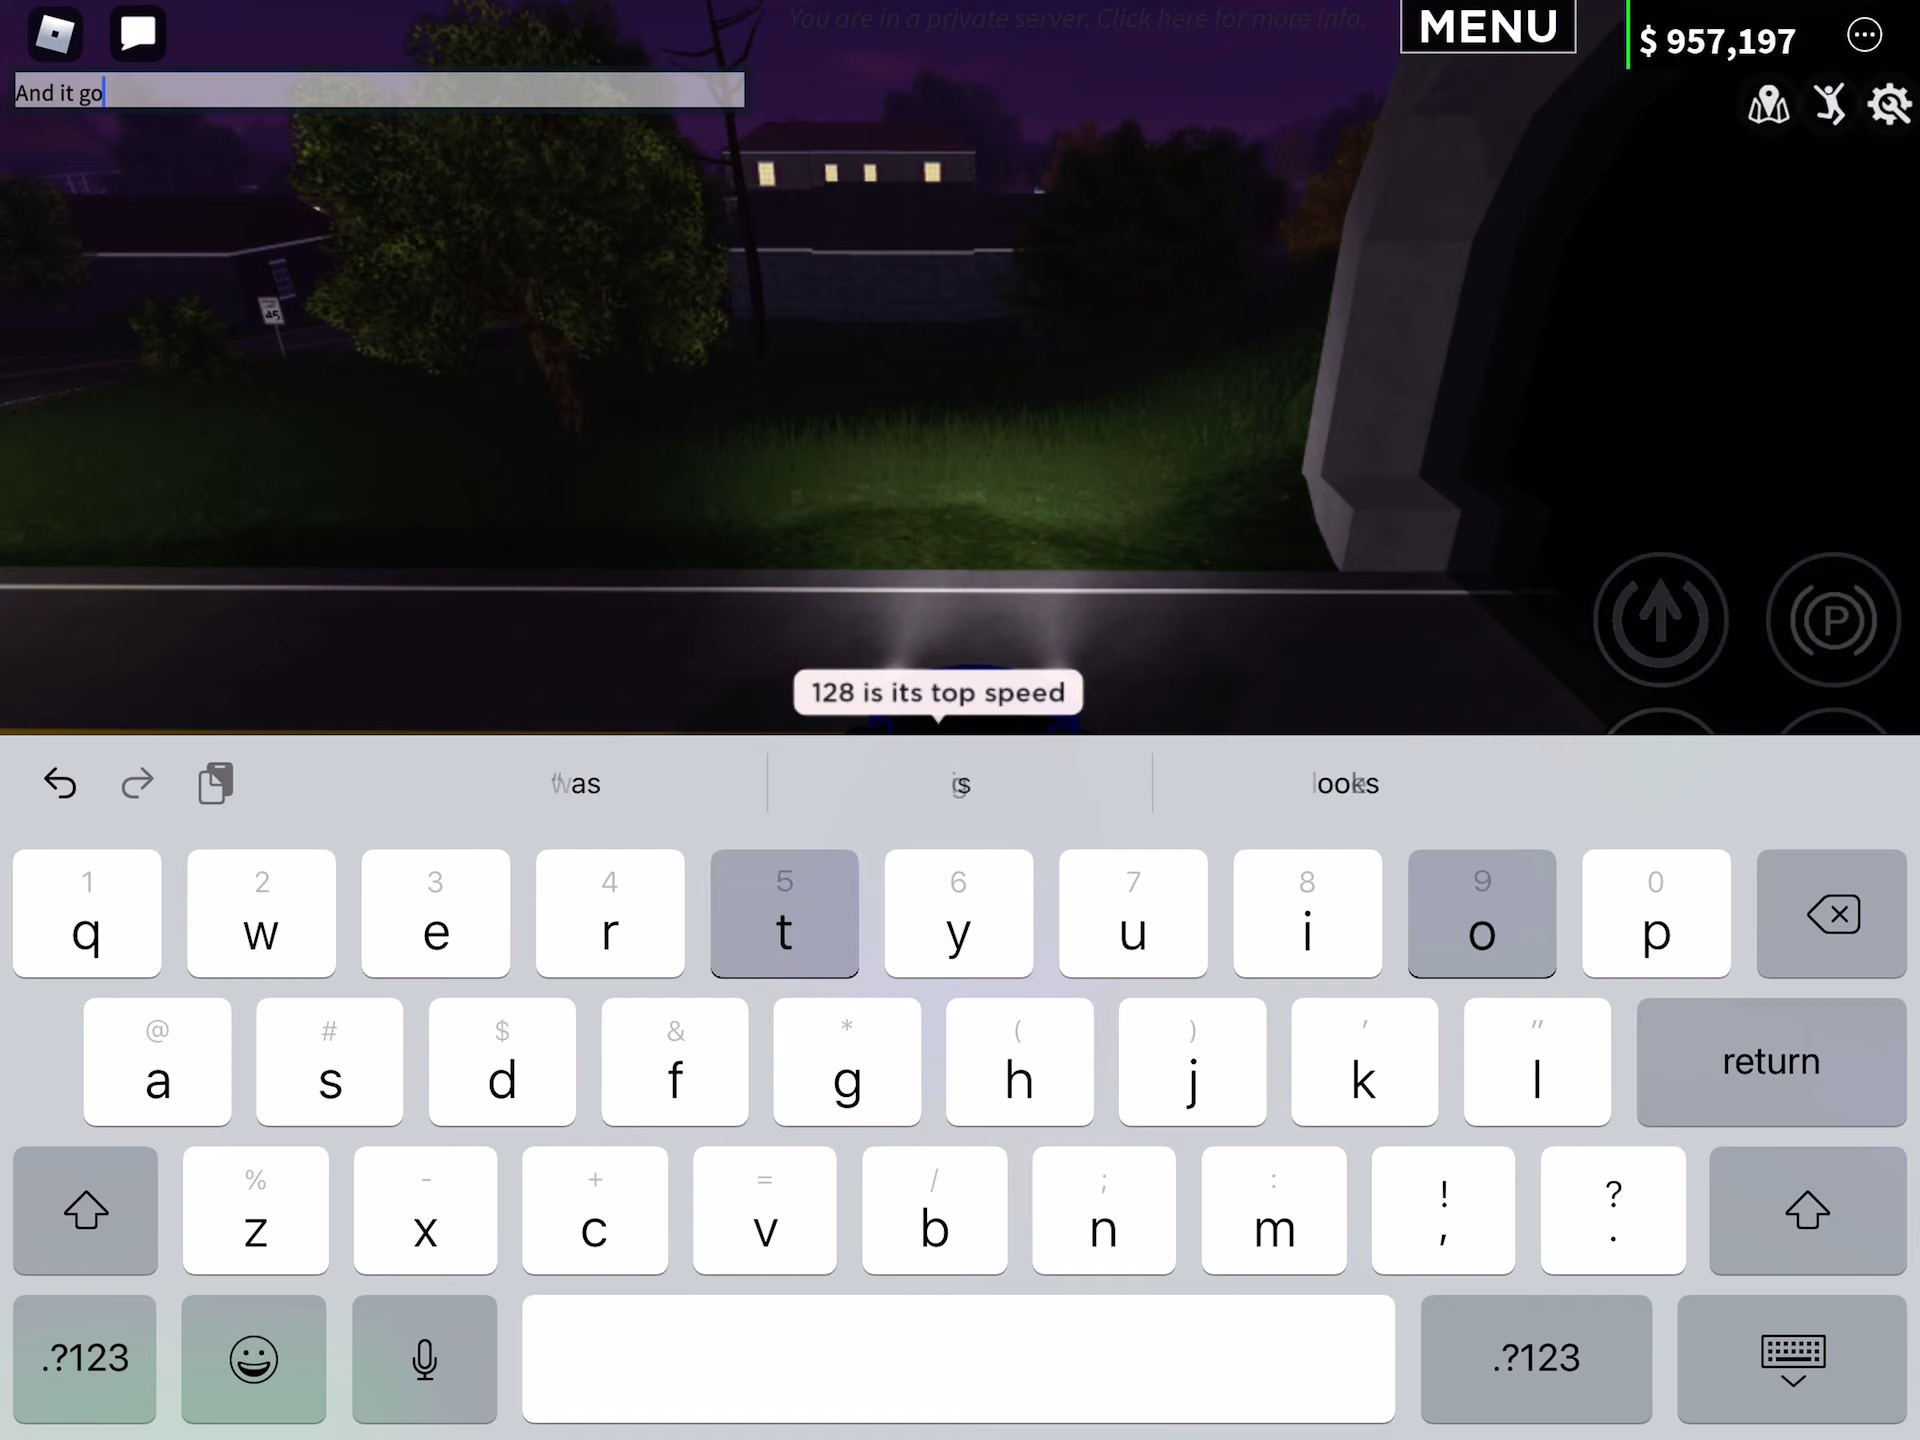 You are in a private server. Click here for more info.
MENU
$ 957,197
And it go
45
128 is its top speed
is
looks
1 2 3 4 5 6 7 8 9 0
q w e r t y u i o p
@ # $ & * ( ) ' "
a s d f g h j k l
return
% - + = / ; : ! ?
z x c v b n m , .
.?123
.?123
P